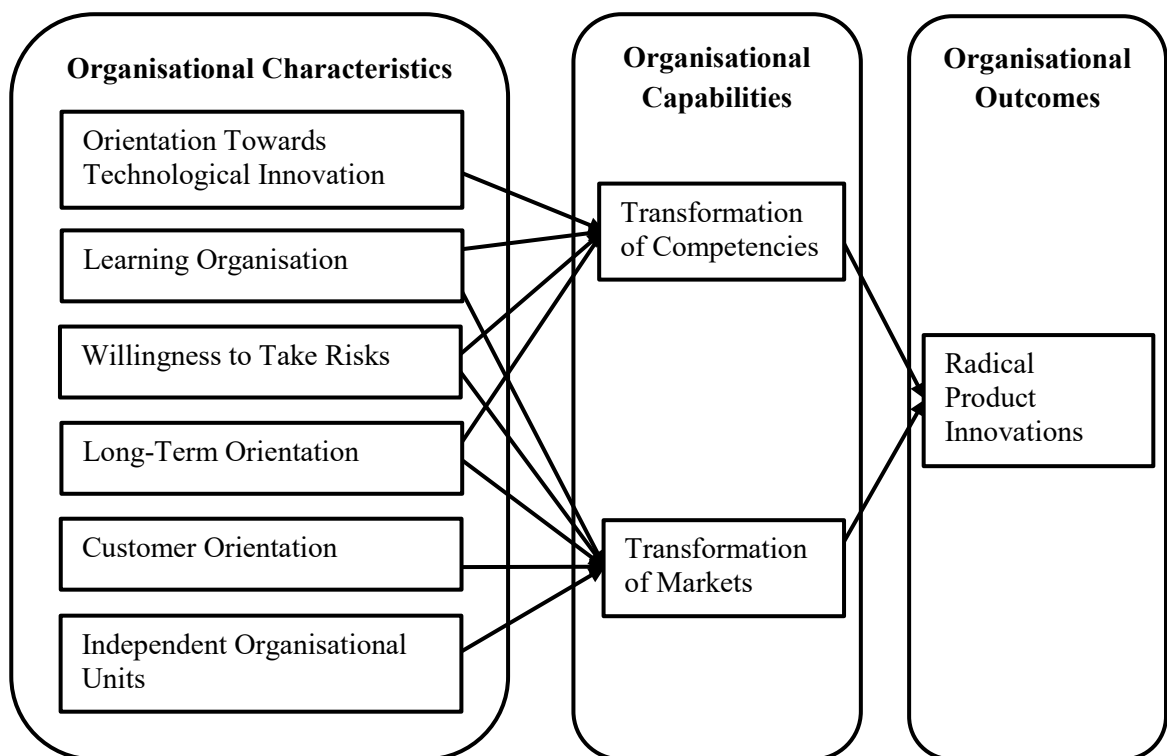 Organisational Characteristics
Orientation Towards
Technological Innovation
Learning Organisation
Willingness to Take Risks
Long-Term Orientation
Customer Orientation
Independent Organisational
Units
Organisational
Capabilities
Transformation
of Competencies
Transformation
of Markets
Organisational
Outcomes
Radical
Product
Innovations